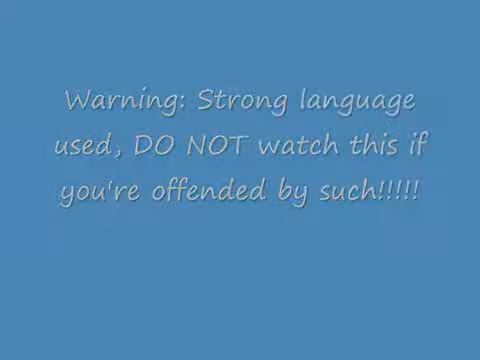 Warning: Strong language
used, DO NOT watch this if
you're offended by such!!!!!